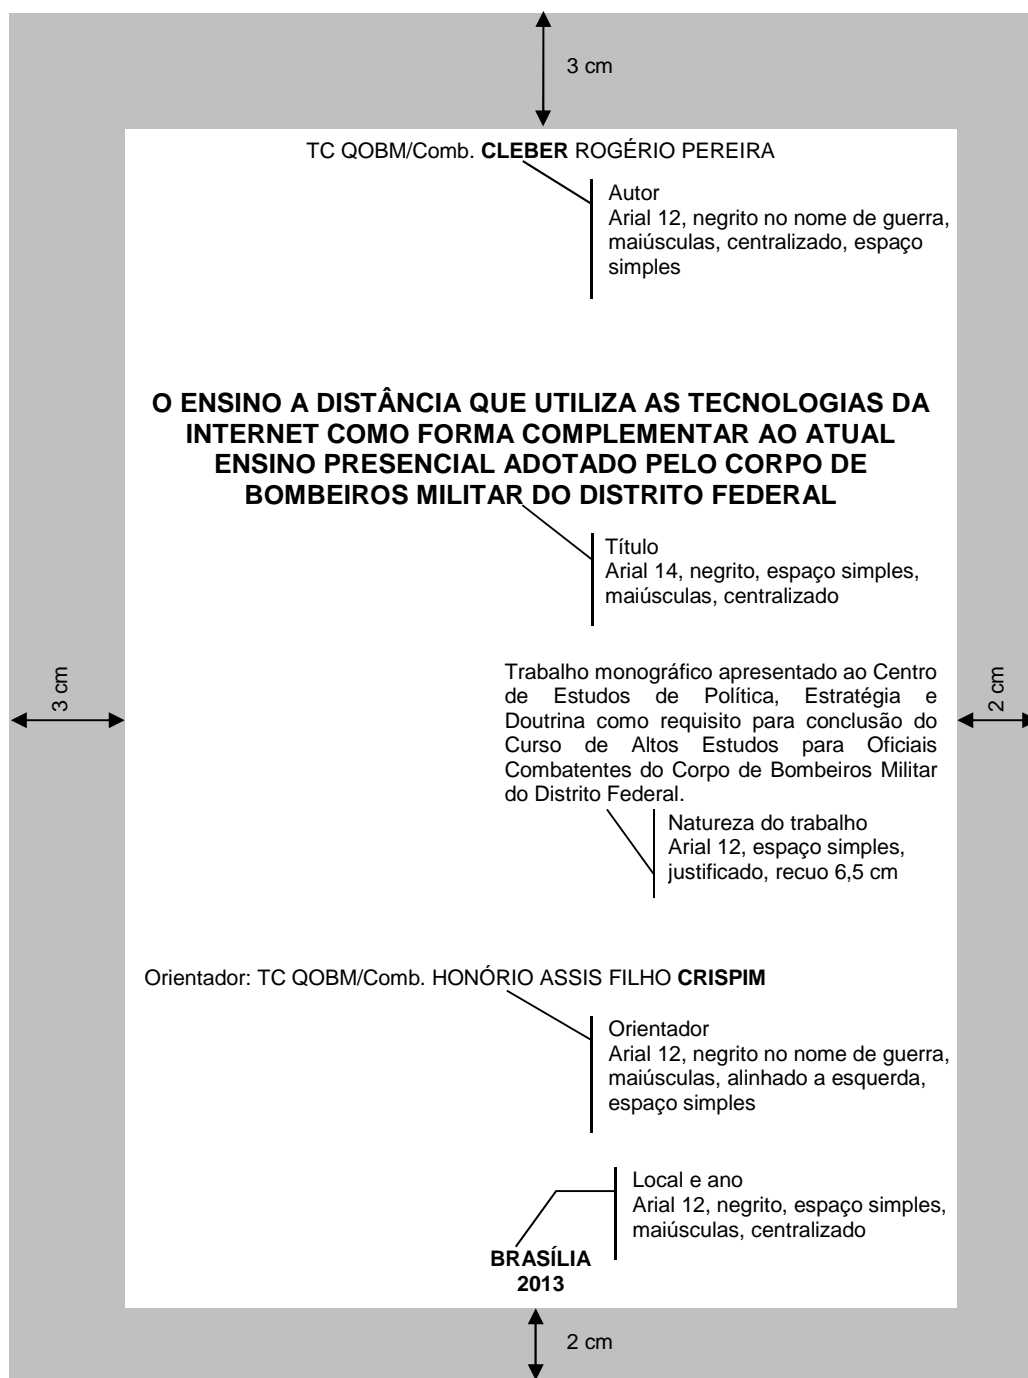 3 cm
TC QOBM/Comb. CLEBER ROGÉRIO PEREIRA
Autor
Arial 12, negrito no nome de guerra,
maiúsculas, centralizado, espaço
simples
O ENSINO A DISTÂNCIA QUE UTILIZA AS TECNOLOGIAS DA
INTERNET COMO FORMA COMPLEMENTAR AO ATUAL
ENSINO PRESENCIAL ADOTADO PELO CORPO DE
BOMBEIROS MILITAR DO DISTRITO FEDERAL
Título
Arial 14, negrito, espaço simples,
maiúsculas, centralizado
3 cm
2 cm
Trabalho monográfico apresentado ao Centro
de Estudos de Política, Estratégia e
Doutrina como requisito para conclusão do
Curso de Altos Estudos para Oficiais
Combatentes do Corpo de Bombeiros Militar
do Distrito Federal.
Natureza do trabalho
Arial 12, espaço simples,
justificado, recuo 6,5 cm
Orientador: TC QOBM/Comb. HONÓRIO ASSIS FILHO CRISPIM
Orientador
Arial 12, negrito no nome de guerra,
maiúsculas, alinhado a esquerda,
espaço simples
Local e ano
Arial 12, negrito, espaço simples,
maiúsculas, centralizado
BRASÍLIA
2013
2 cm